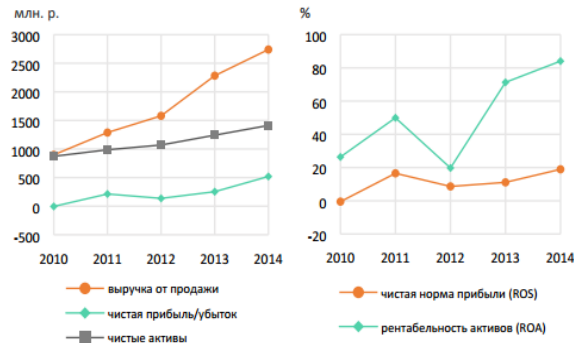 млн. р.
3000
2500
2000
1500
1000
500
0
-500
2010 2011 2012 2013 2014
выручка от продажи
чистая прибыль/убыток
чистые активы
%
100
80
60
40
20
0
-20
2010 2011 2012 2013 2014
чистая норма прибыли (ROS)
рентабельность активов (ROA)